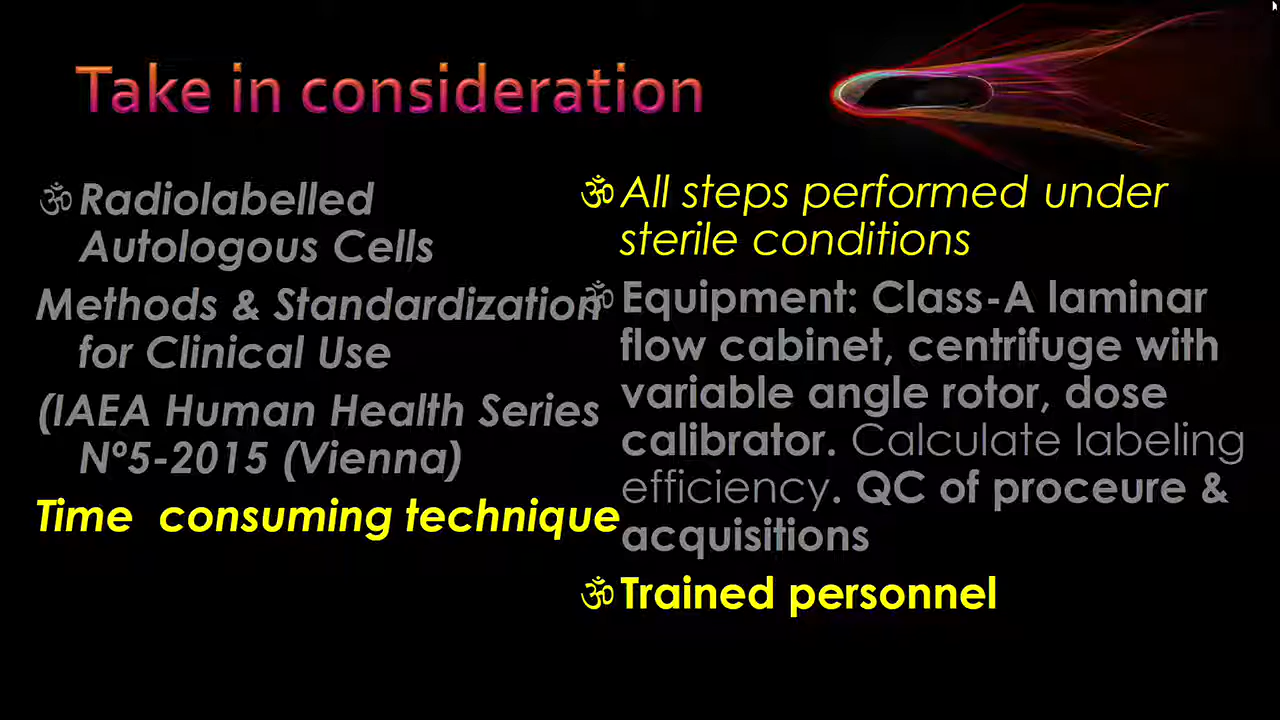 Take in consideration
ॐ Radiolabelled
Autologous Cells
Methods & Standardization
for Clinical Use
(IAEA Human Health Series
Nº5-2015 (Vienna)
Time consuming technique
ॐ All steps performed under
sterile conditions
ॐ Equipment: Class-A laminar
flow cabinet, centrifuge with
variable angle rotor, dose
calibrator. Calculate labeling
efficiency. QC of proceure &
acquisitions
ॐ Trained personnel